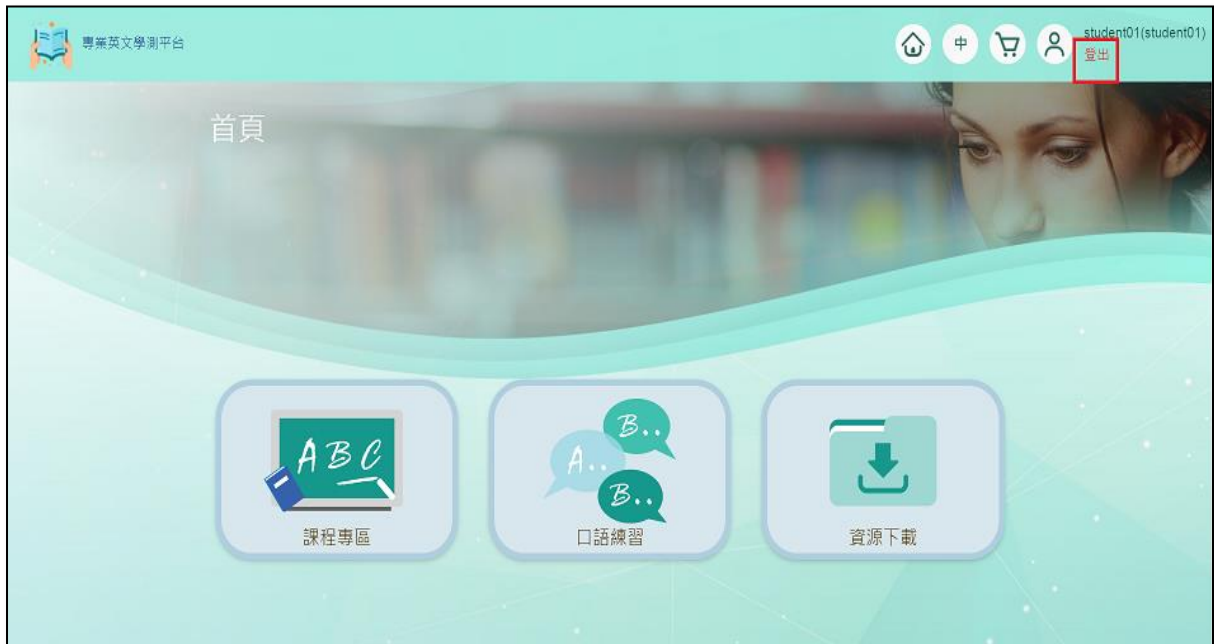 專業英文學測平台
中
student01(student01)
登出
首頁
A B C
B..
A..
B..
課程專區
口語練習
資源下載